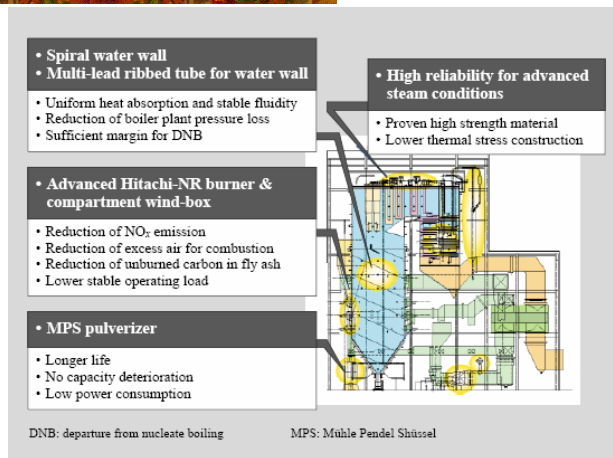 • Spiral water wall
• Multi-lead ribbed tube for water wall
• Uniform heat absorption and stable fluidity
• Reduction of boiler plant pressure loss
• Sufficient margin for DNB
• High reliability for advanced
steam conditions
• Proven high strength material
• Lower thermal stress construction
• Advanced Hitachi-NR burner &
compartment wind-box
• Reduction of NOx emission
• Reduction of excess air for combustion
• Reduction of unburned carbon in fly ash
• Lower stable operating load
• MPS pulverizer
• Longer life
• No capacity deterioration
• Low power consumption
DNB: departure from nucleate boiling
MPS: Mühle Pendel Shüssel